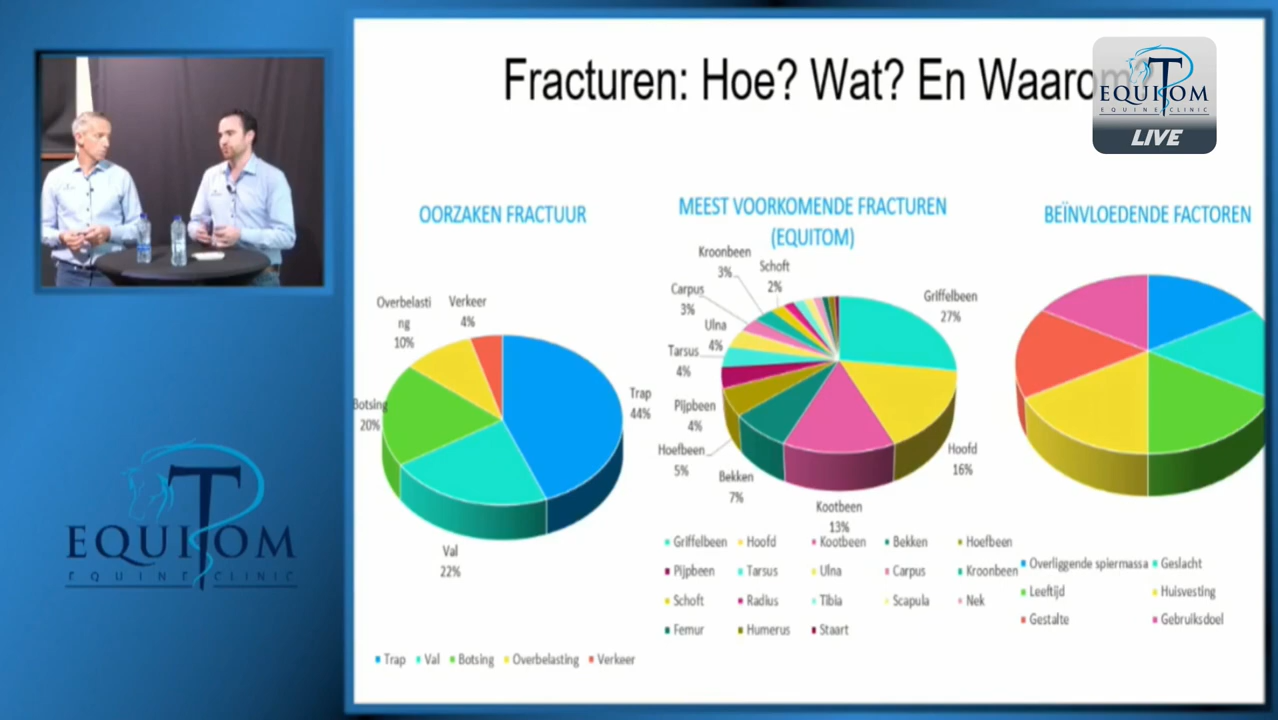 Fracturen: Hoe? Wat? En Waarom?
EQUITOM
EQUINE CLINIC
LIVE
OORZAKEN FRACTUUR
MEEST VOORKOMENDE FRACTUREN
(EQUITOM)
BEÏNVLOEDENDE FACTOREN
Overbelasti
ng
10%
Verkeer
4%
Botsing
20%
Trap
44%
Val
22%
Trap Val Botsing Overbelasting Verkeer
Kroonbeen
3%
Schoft
2%
Carpus
3%
Ulna
4%
Tarsus
4%
Pijpbeen
4%
Hoefbeen
5%
Bekken
7%
Kootbeen
13%
Hoofd
16%
Griffelbeen
27%
Griffelbeen Hoofd Kootbeen Bekken Hoefbeen
Pijpbeen Tarsus Ulna Carpus Kroonbeen
Schoft Radius Tibia Scapula Nek
Femur Humerus Staart
Overliggende spiermassa Geslacht
Leeftijd Huisvesting
Gestalte Gebruiksdoel
EQUITOM
EQUINE CLINIC